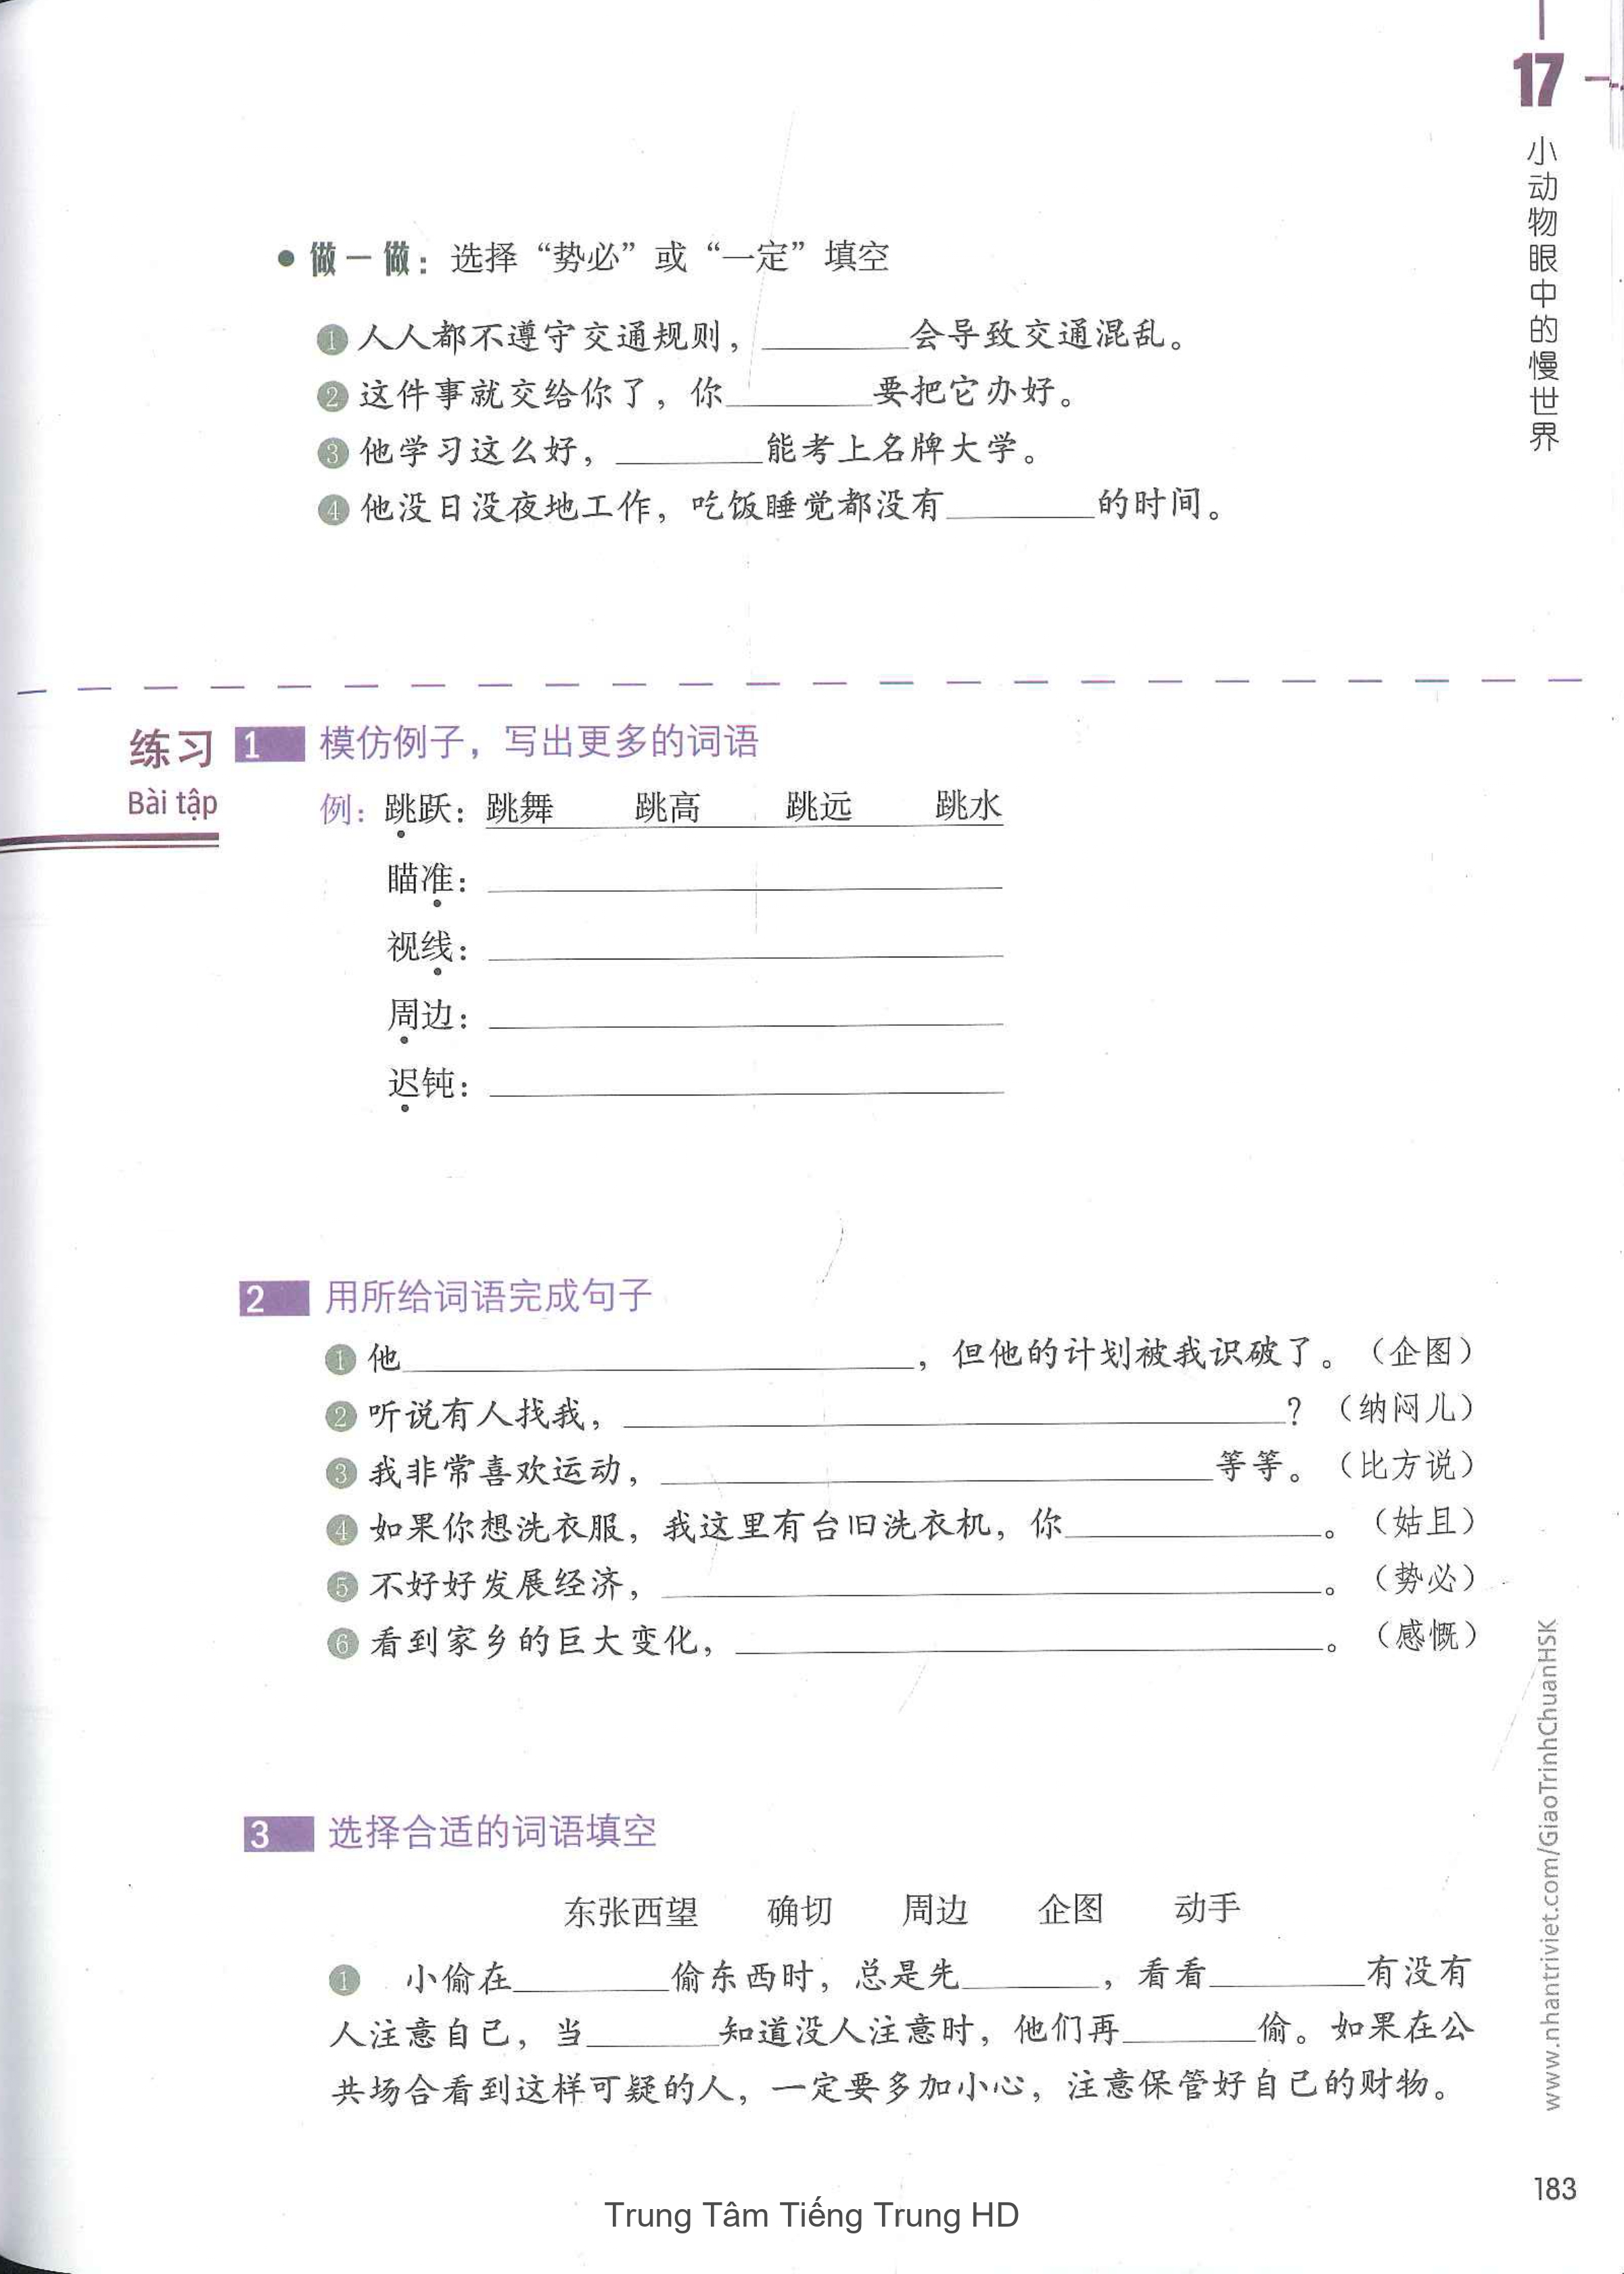 17
小动物眼中的慢世界
• 做一做：选择“势必”或“一定”填空
1 人人都不遵守交通规则，________会导致交通混乱。
2 这件事就交给你了，你________要把它办好。
3 他学习这么好，________能考上名牌大学。
4 他没日没夜地工作，吃饭睡觉都没有________的时间。
练习
Bài tập
1 模仿例子，写出更多的词语
例：跳跃：跳舞 跳高 跳远 跳水
瞄准：________
视线：________
周边：________
迟钝：________
2 用所给词语完成句子
1 他________，但他的计划被我识破了。（企图）
2 听说有人找我，________？（纳闷儿）
3 我非常喜欢运动，________等等。（比方说）
4 如果你想洗衣服，我这里有台旧洗衣机，你________。（姑且）
5 不好好发展经济，________。（势必）
6 看到家乡的巨大变化，________。（感慨）
3 选择合适的词语填空
东张西望 确切 周边 企图 动手
1 小偷在________偷东西时，总是先________，看看________有没有
人注意自己，当________知道没人注意时，他们再________偷。如果在公
共场合看到这样可疑的人，一定要多加小心，注意保管好自己的财物。
www.nhantriviet.com/GiaoTrinhChuanHSK
183
Trung Tâm Tiếng Trung HD